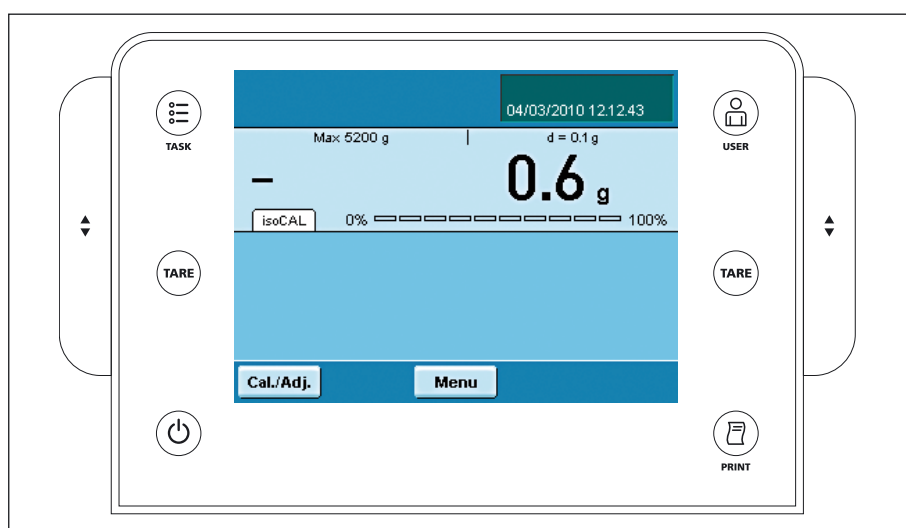 04/03/2010 12.12.43
TASK
USER
Max 5200 g d = 0.1 g
– 0.6 g
isoCAL 0% 100%
TARE
TARE
Cal./Adj. Menu
PRINT